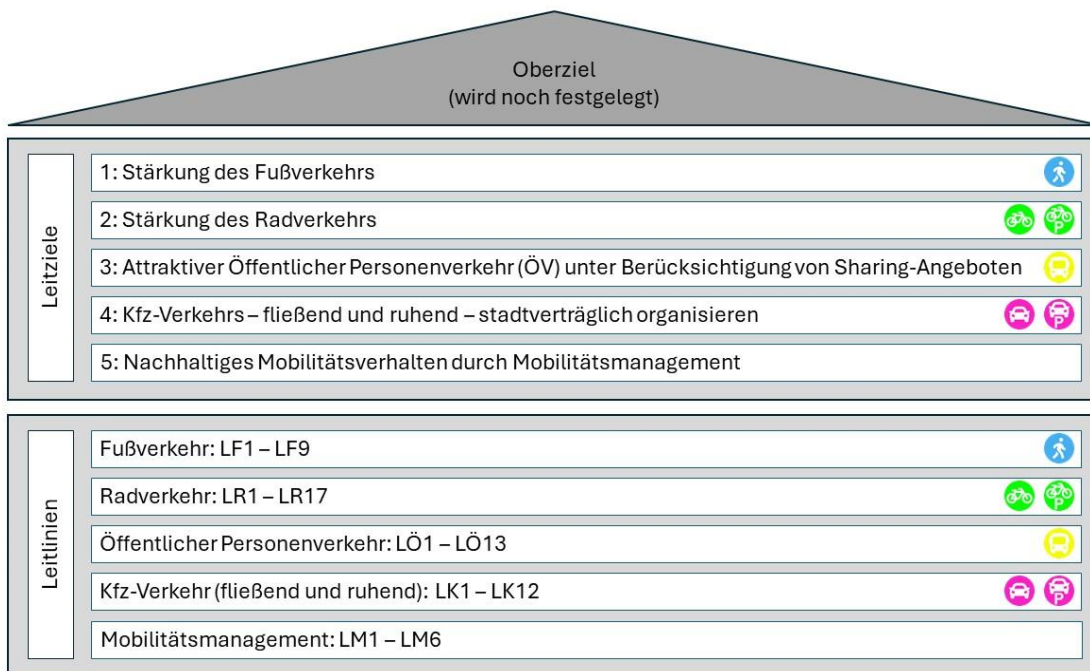 Oberziel
(wird noch festgelegt)
Leitziele
1: Stärkung des Fußverkehrs
2: Stärkung des Radverkehrs
P
3: Attraktiver Öffentlicher Personenverkehr (ÖV) unter Berücksichtigung von Sharing-Angeboten
4: Kfz-Verkehrs – fließend und ruhend – stadtverträglich organisieren
P
5: Nachhaltiges Mobilitätsverhalten durch Mobilitätsmanagement
Leitlinien
Fußverkehr: LF1 – LF9
Radverkehr: LR1 – LR17
P
Öffentlicher Personenverkehr: LÖ1 – LÖ13
Kfz-Verkehr (fließend und ruhend): LK1 – LK12
P
Mobilitätsmanagement: LM1 – LM6